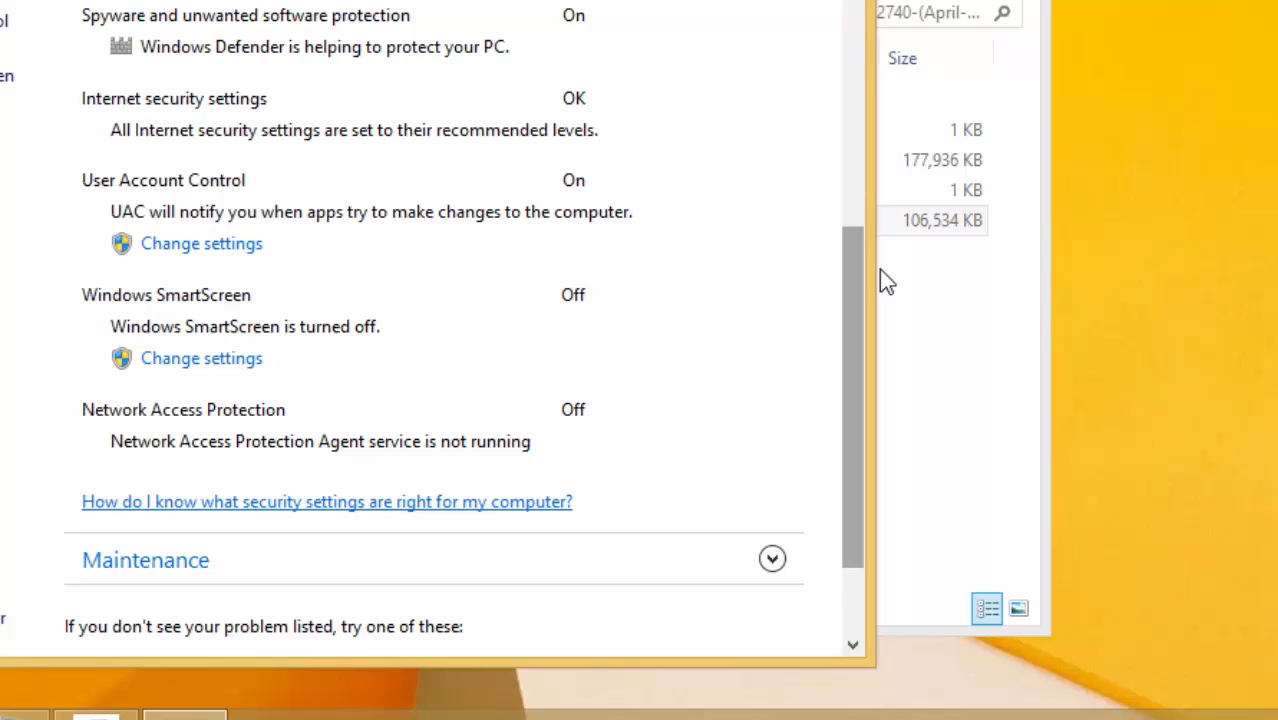 ol
en
Spyware and unwanted software protection On
Windows Defender is helping to protect your PC.
Internet security settings OK
All Internet security settings are set to their recommended levels.
User Account Control On
UAC will notify you when apps try to make changes to the computer.
Change settings
Windows SmartScreen Off
Windows SmartScreen is turned off.
Change settings
Network Access Protection Off
Network Access Protection Agent service is not running
How do I know what security settings are right for my computer?
Maintenance
r
If you don't see your problem listed, try one of these:
2740-(April-...
Size
1 KB
177,936 KB
1 KB
106,534 KB